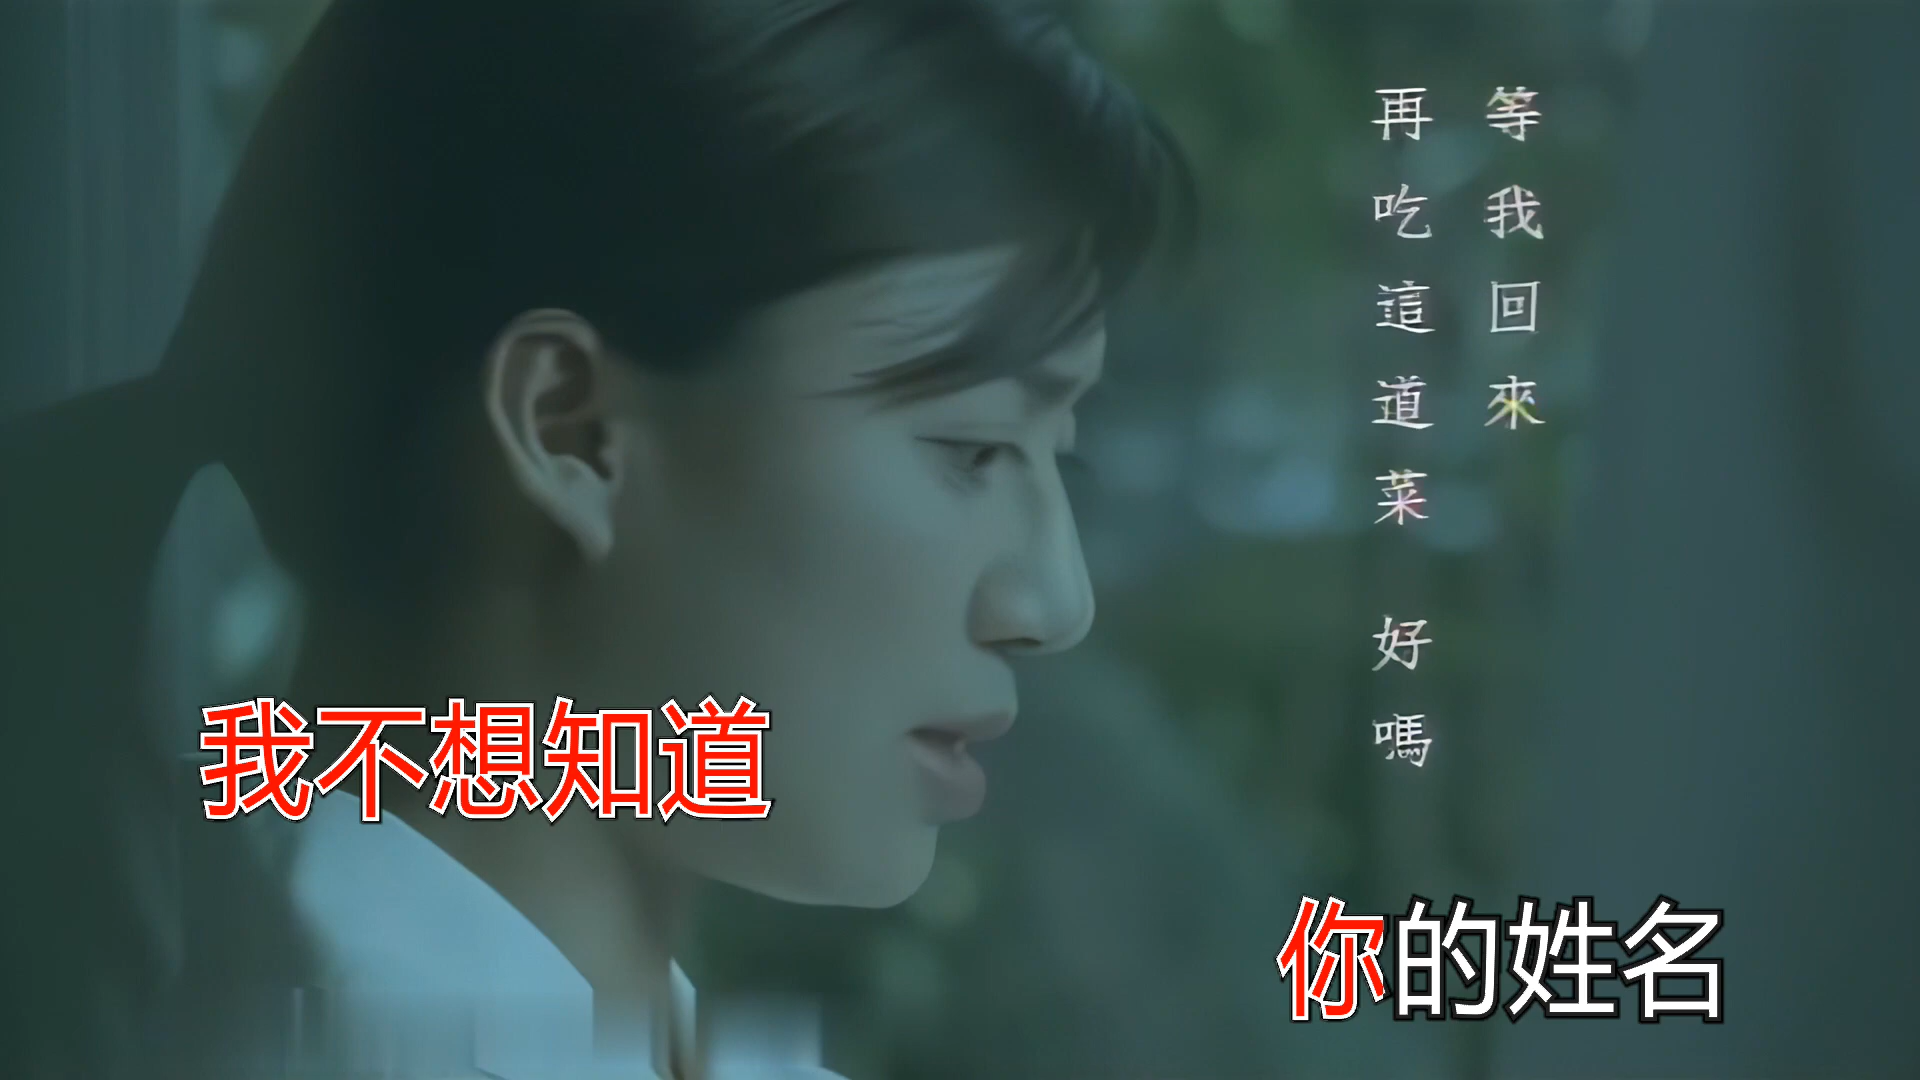 等我回來
再吃這道菜 好嗎
我不想知道
你的姓名